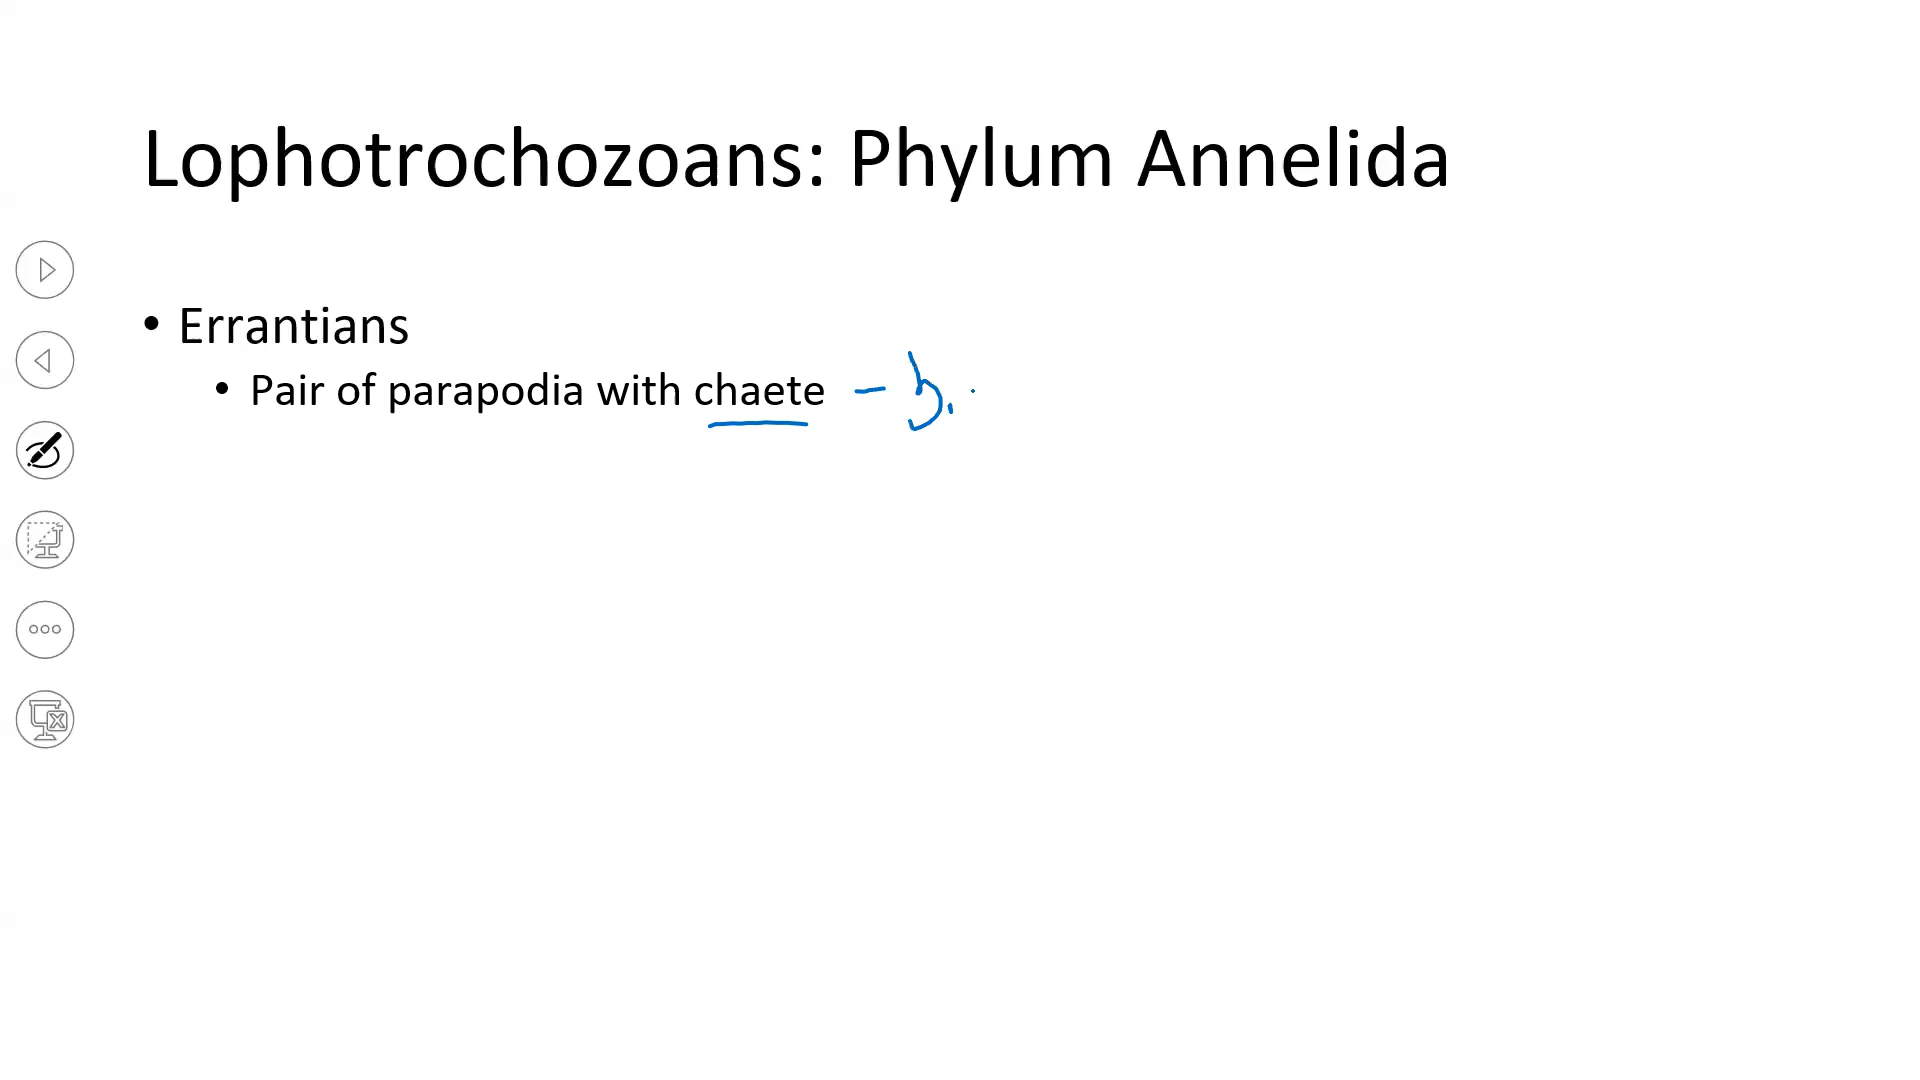 Lophotrochozoans: Phylum Annelida
• Errantians
• Pair of parapodia with chaete –